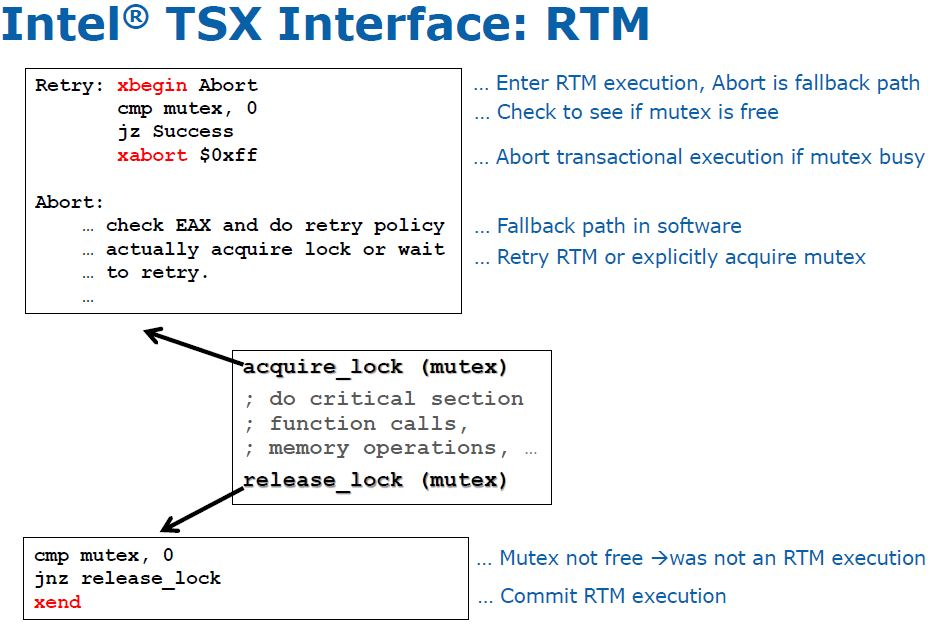 Intel® TSX Interface: RTM
Retry: xbegin Abort
cmp mutex, 0
jz Success
xabort $0xff
Abort:
… check EAX and do retry policy
… actually acquire lock or wait
… to retry.
…
… Enter RTM execution, Abort is fallback path
… Check to see if mutex is free
… Abort transactional execution if mutex busy
… Fallback path in software
… Retry RTM or explicitly acquire mutex
acquire_lock (mutex)
; do critical section
; function calls,
; memory operations, …
release_lock (mutex)
cmp mutex, 0
jnz release_lock
xend
… Mutex not free →was not an RTM execution
… Commit RTM execution